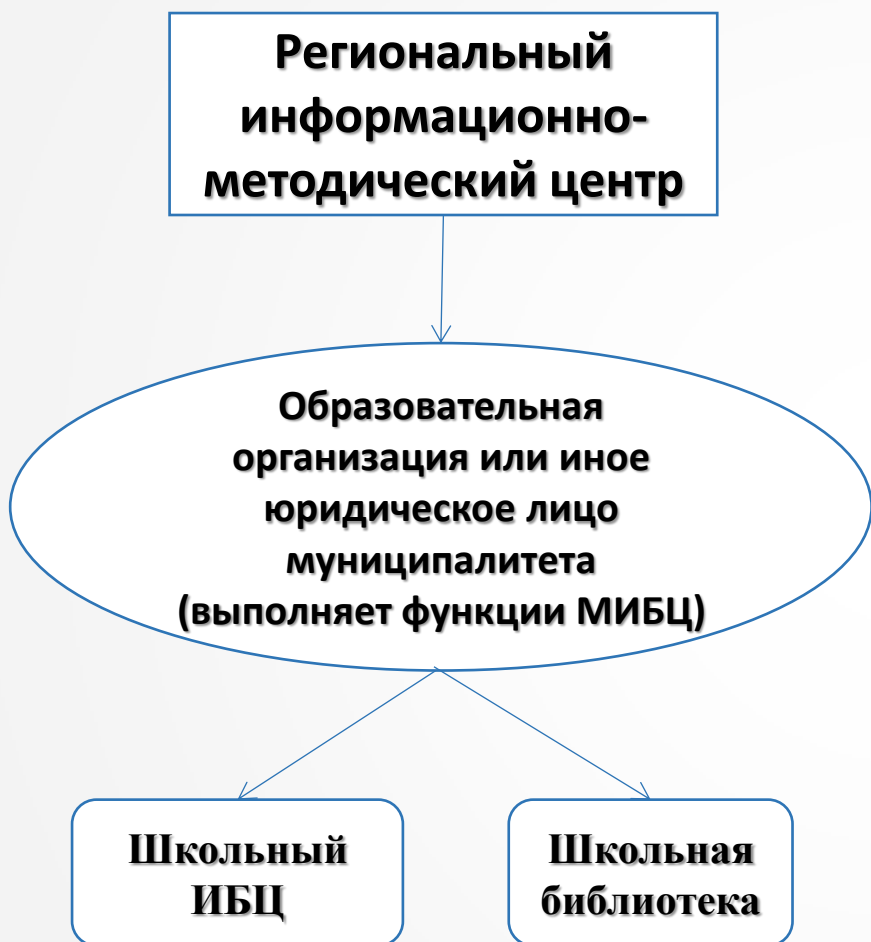 Региональный
информационно-
методический центр
Образовательная
организация или иное
юридическое лицо
муниципалитета
(выполняет функции МИБЦ)
Школьный
ИБЦ
Школьная
библиотека